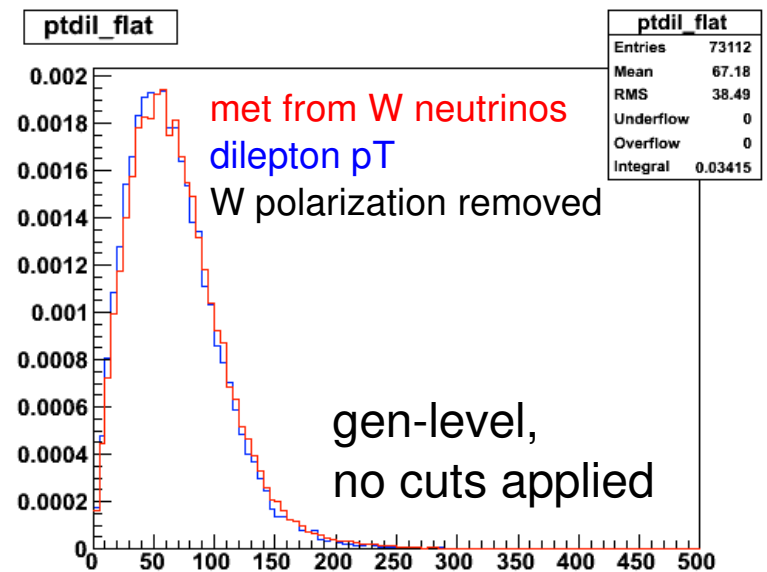 ptdil_flat
ptdil_flat
Entries 73112
Mean 67.18
RMS 38.49
Underflow 0
Overflow 0
Integral 0.03415
met from W neutrinos
dilepton pT
W polarization removed
gen-level,
no cuts applied
0.002
0.0018
0.0016
0.0014
0.0012
0.001
0.0008
0.0006
0.0004
0.0002
0
0 50 100 150 200 250 300 350 400 450 500